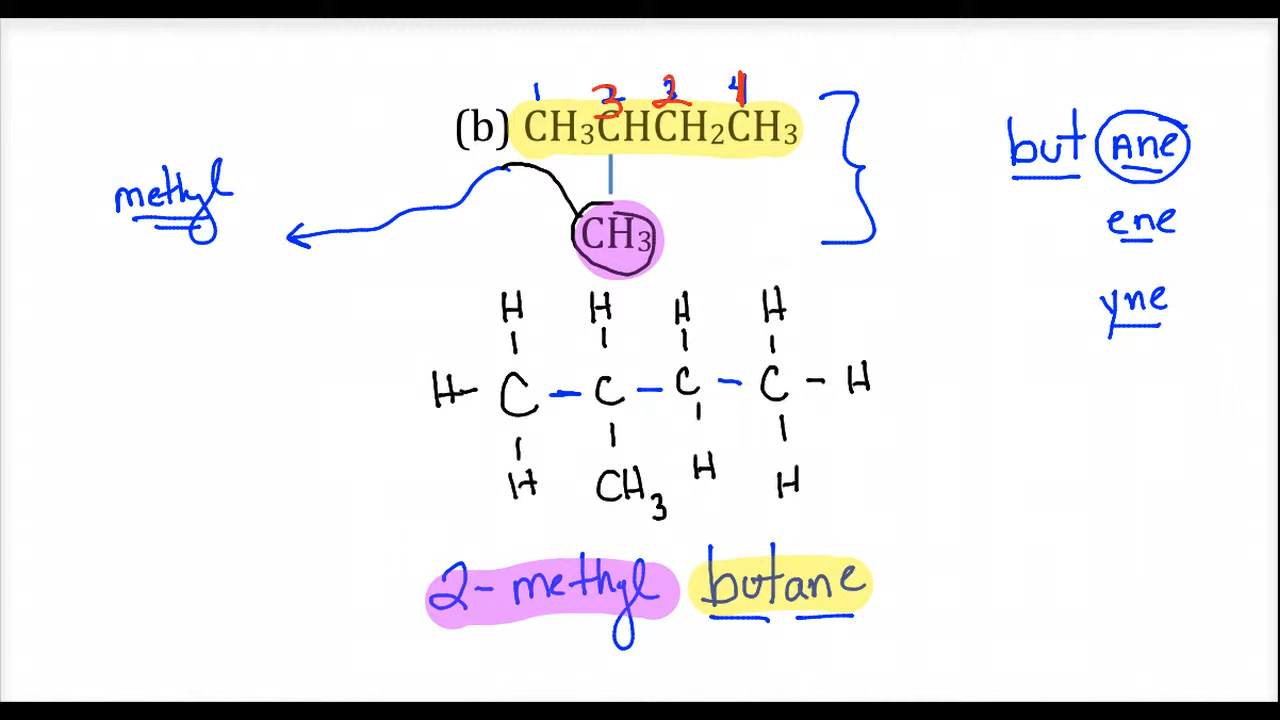 1 3 2 4
(b) CH₃CHCH₂CH₃
but ane
methyl
ene
CH₃
yne
H H H H
H - C - C - C - C - H
H CH₃ H H
2-methyl butane